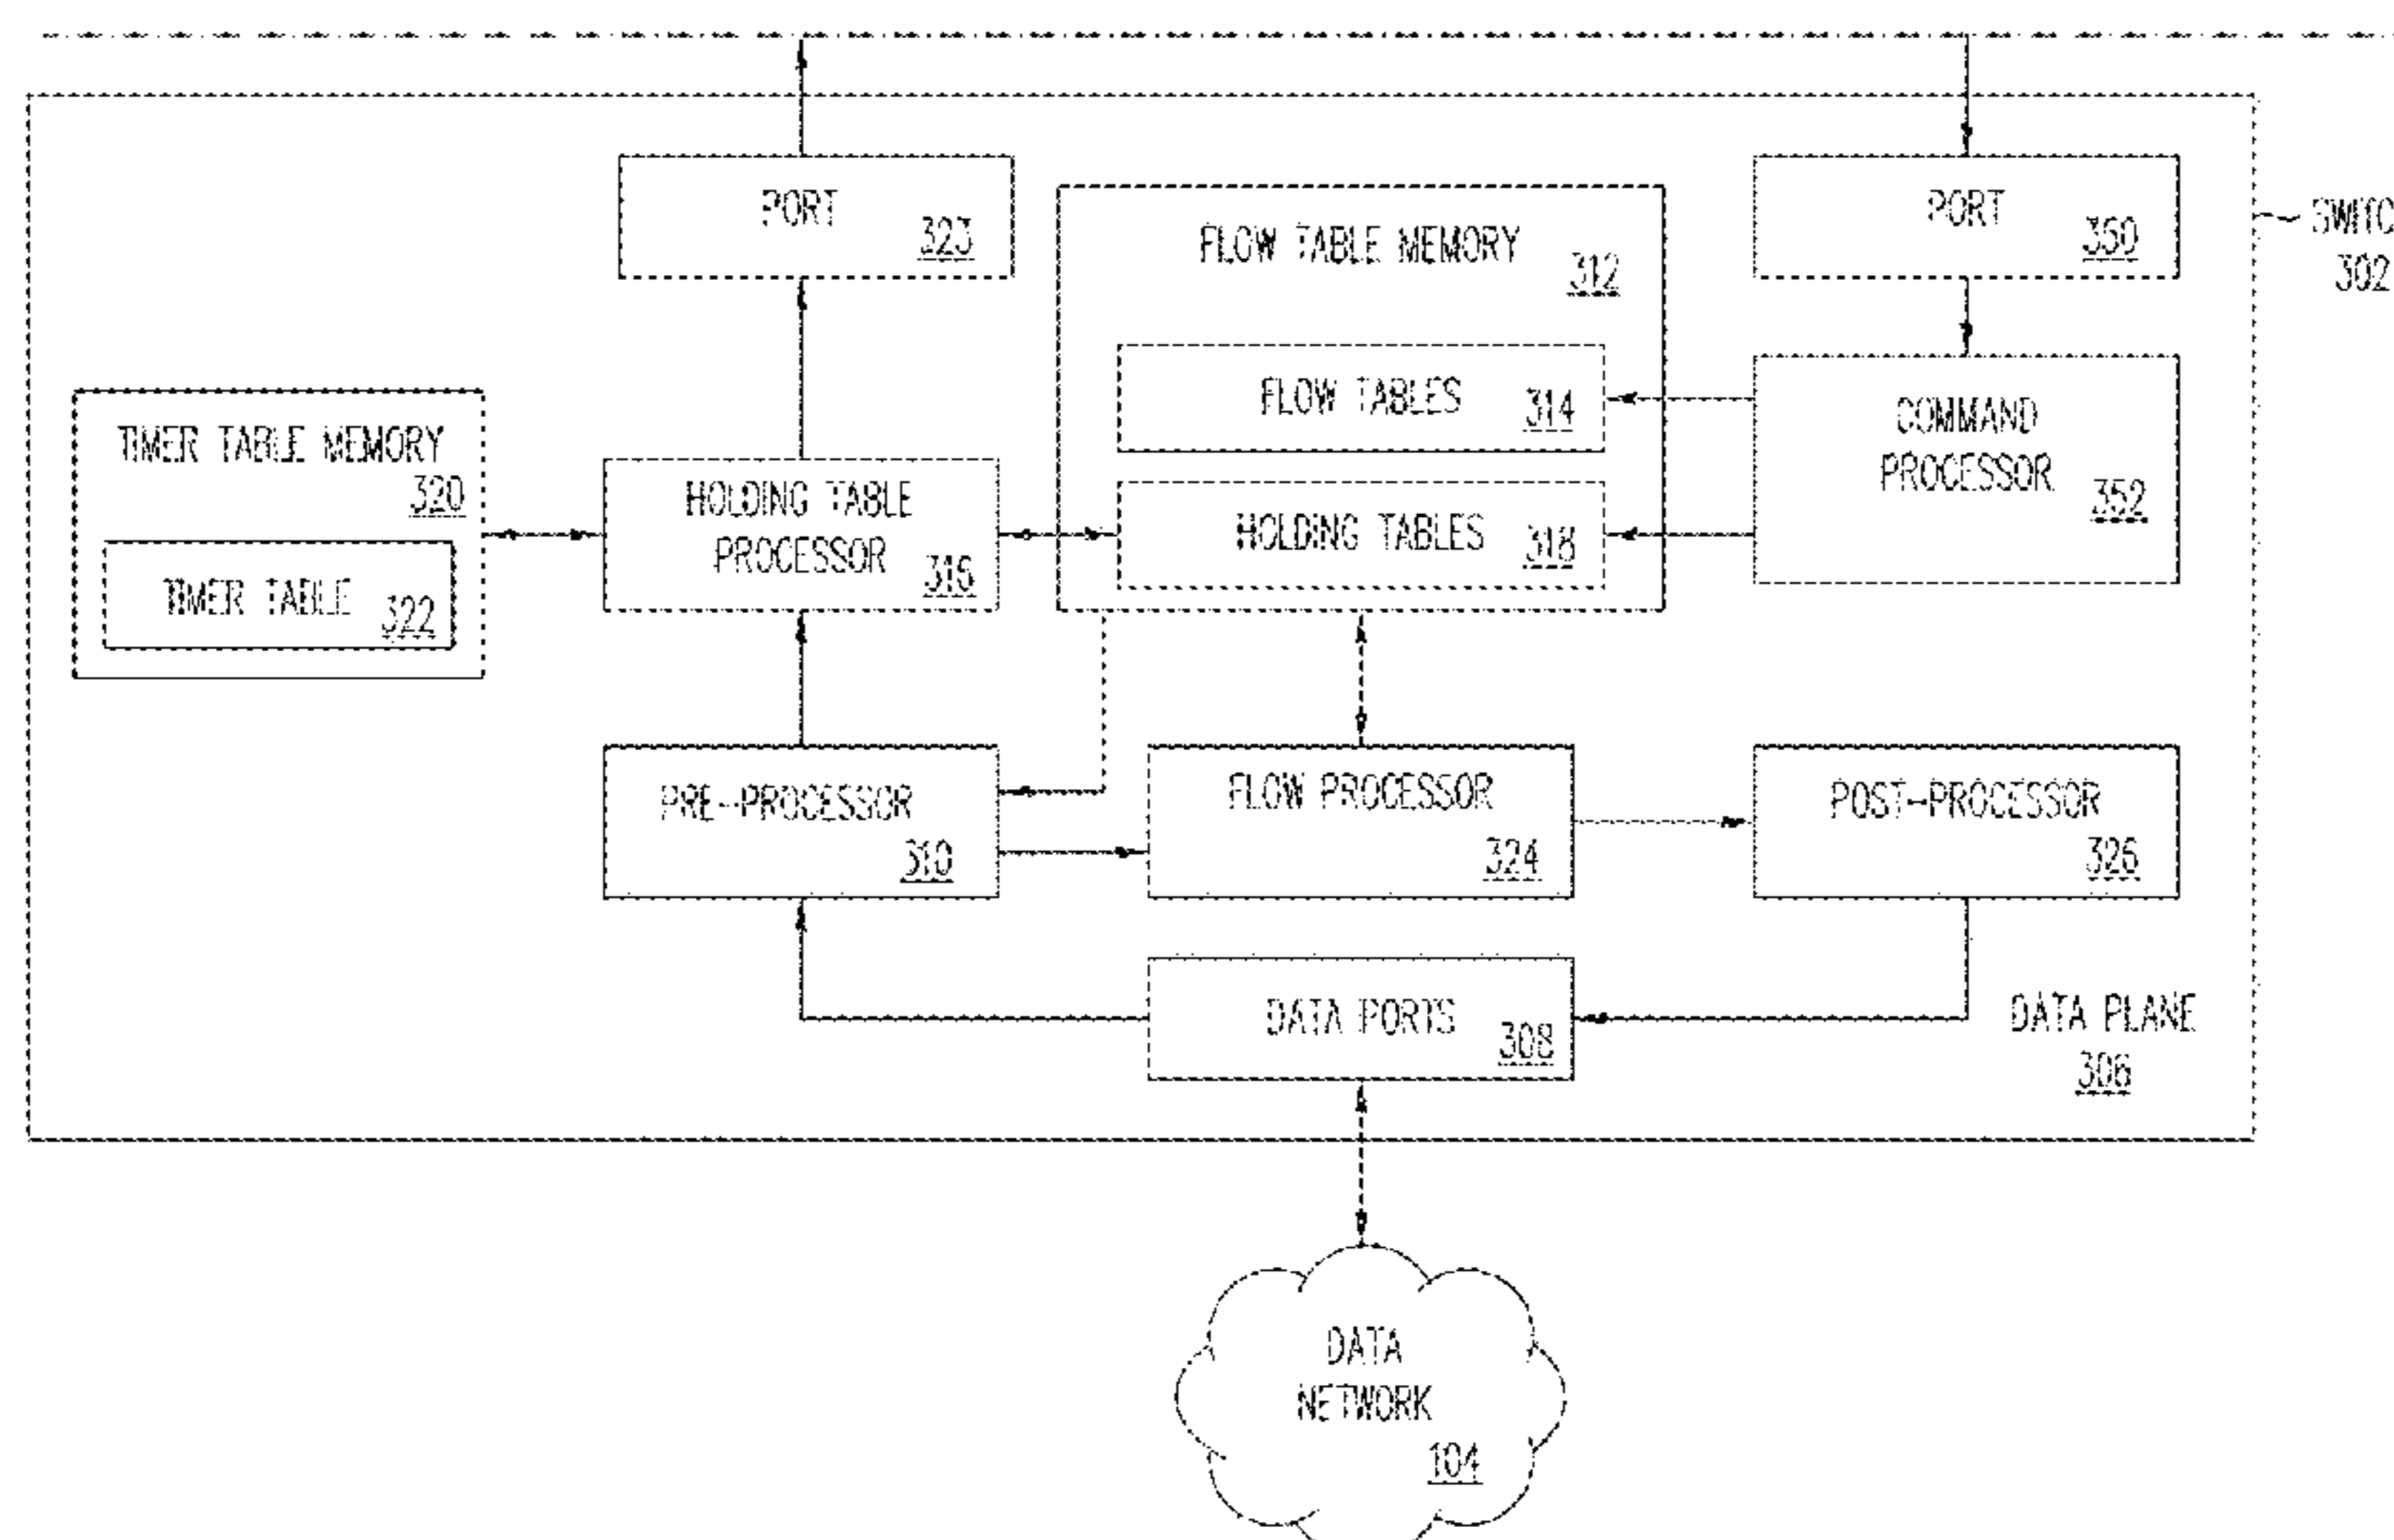 PORT
323
FLOW TABLE MEMORY
312
PORT
350
SWITC
302
FLOW TABLES
314
COMMAND
PROCESSOR
352
TIMER TABLE MEMORY
320
TIMER TABLE
322
HOLDING TABLE
PROCESSOR
316
HOLDING TABLES
318
PRE-PROCESSOR
310
FLOW PROCESSOR
324
POST-PROCESSOR
326
DATA PORTS
308
DATA PLANE
306
DATA
NETWORK
104